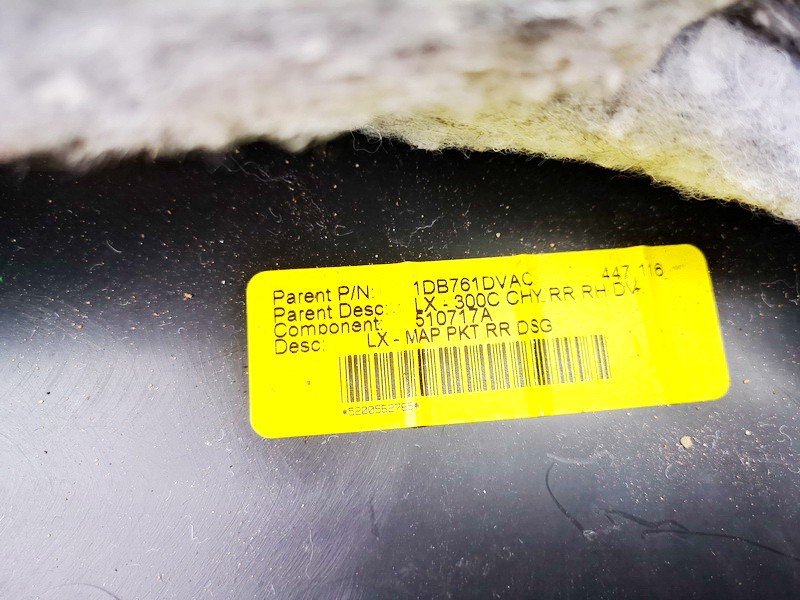 Parent P/N: 1DB761DVAC 447 116
Parent Desc: LX - 300C CHY RR RH DV-
Component: 510717A
Desc: LX - MAP PKT RR DSG
*5200562785*